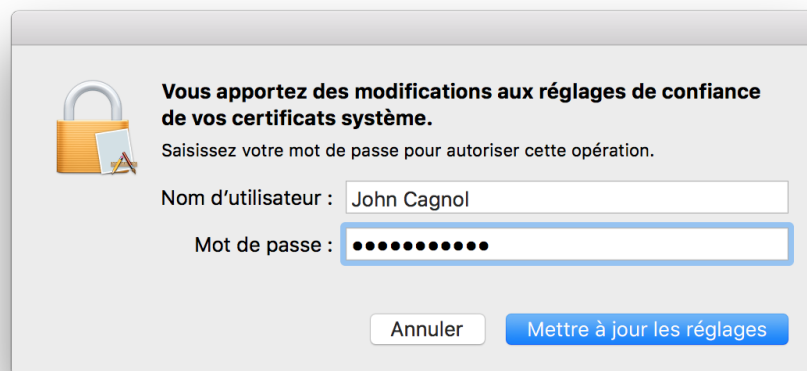 Vous apportez des modifications aux réglages de confiance
de vos certificats système.
Saisissez votre mot de passe pour autoriser cette opération.
Nom d’utilisateur : John Cagnol
Mot de passe : •••••••••••
Annuler Mettre à jour les réglages